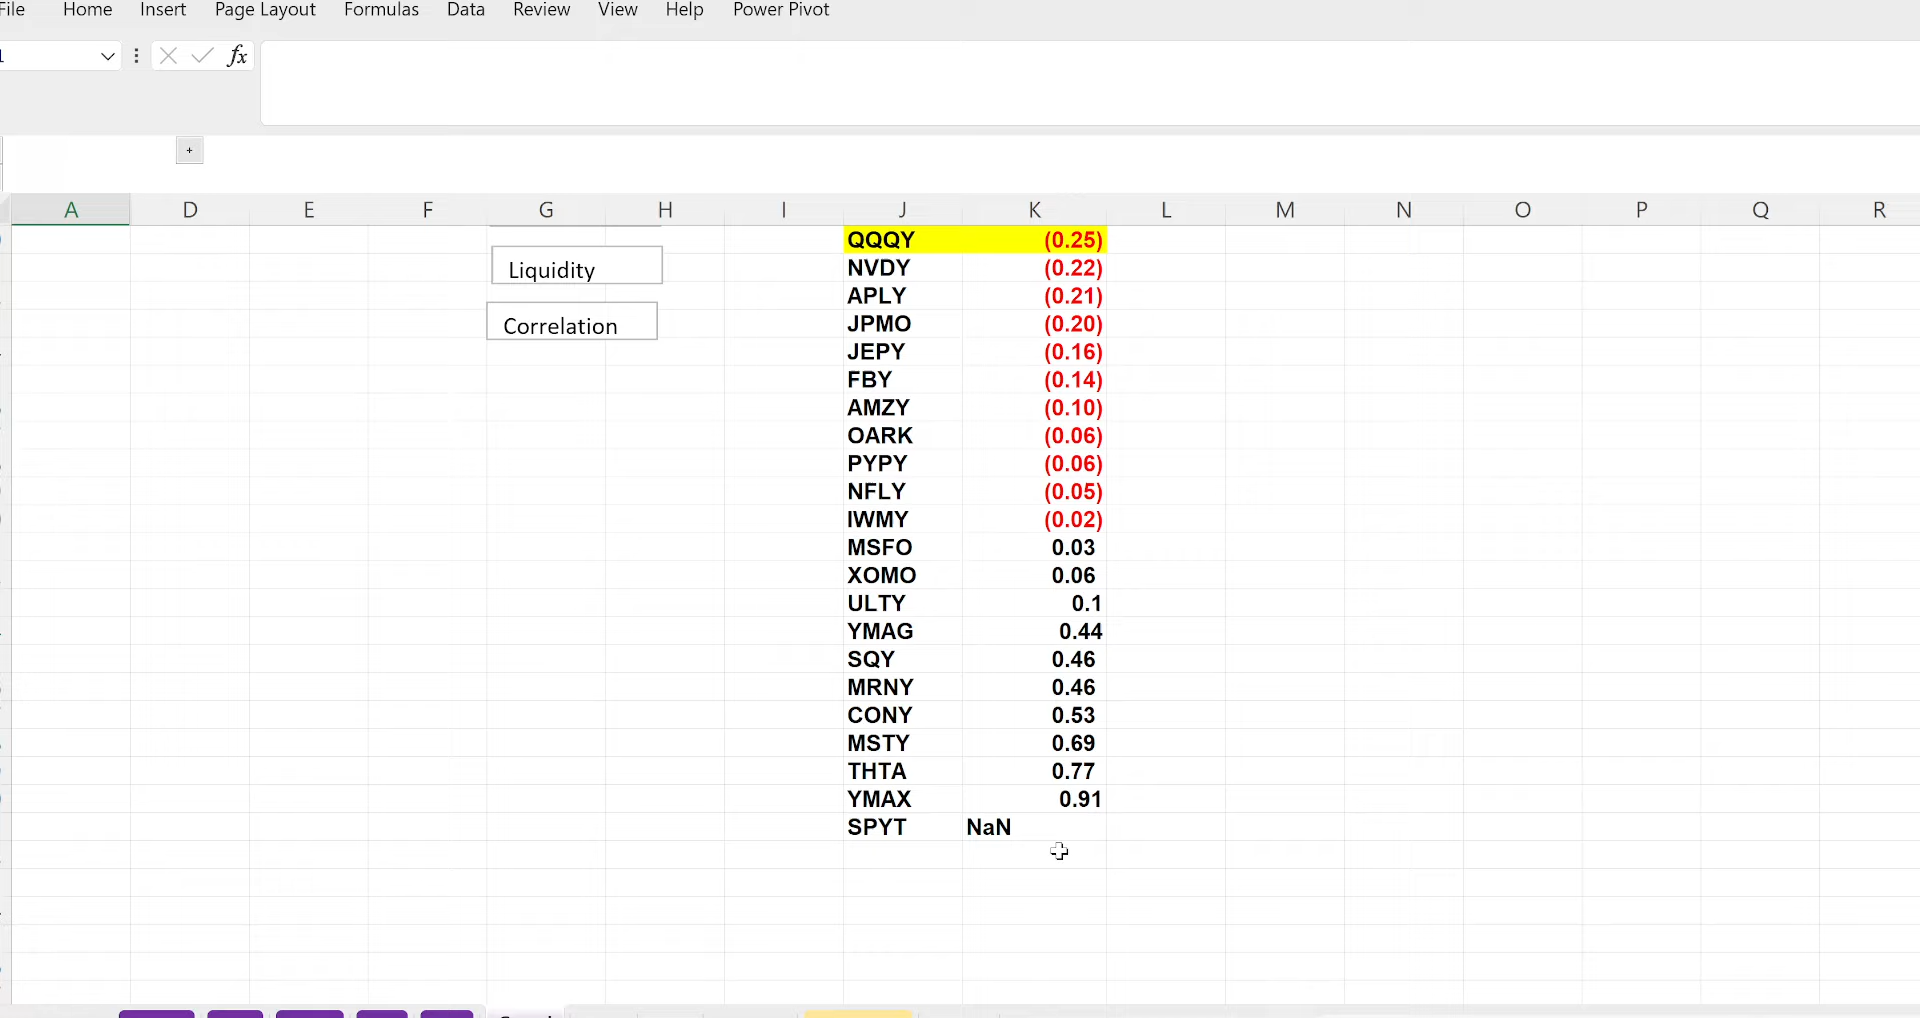 File Home Insert Page Layout Formulas Data Review View Help Power Pivot
fx
+
A D E F G H I J K L M N O P Q R
QQQY (0.25)
Liquidity
NVDY (0.22)
APLY (0.21)
Correlation
JPMO (0.20)
JEPY (0.16)
FBY (0.14)
AMZY (0.10)
OARK (0.06)
PYPY (0.06)
NFLY (0.05)
IWMY (0.02)
MSFO 0.03
XOMO 0.06
ULTY 0.1
YMAG 0.44
SQY 0.46
MRNY 0.46
CONY 0.53
MSTY 0.69
THTA 0.77
YMAX 0.91
SPYT NaN